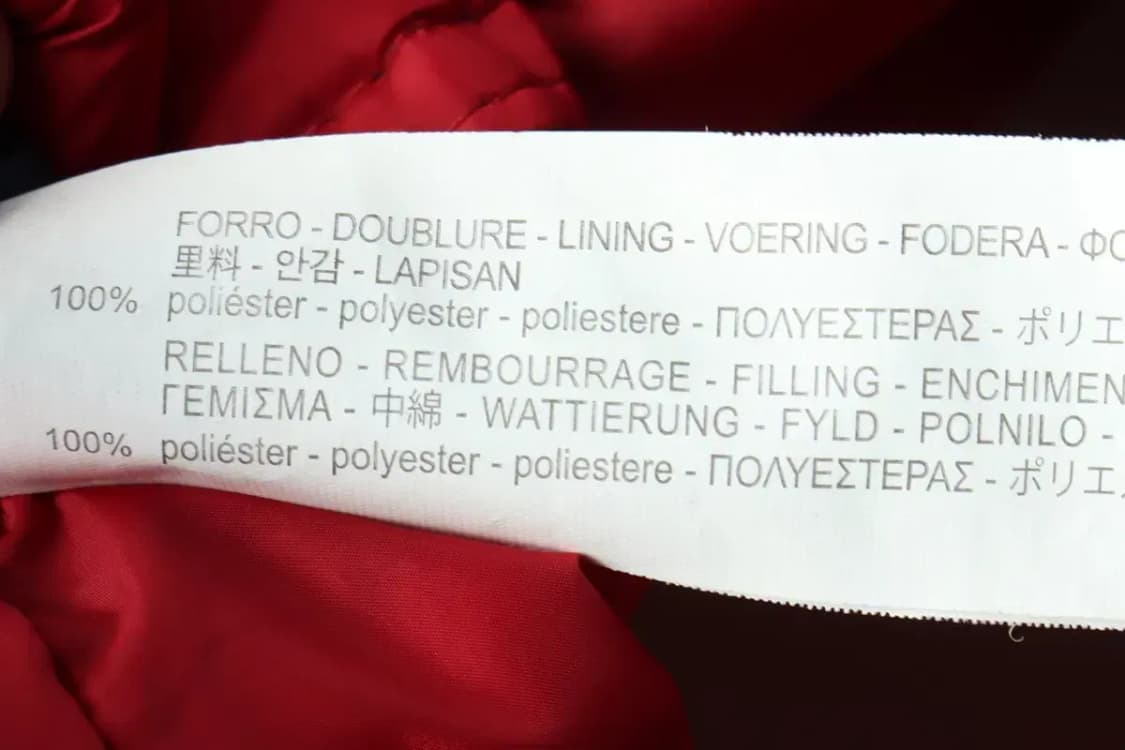 FORRO - DOUBLURE - LINING - VOERING - FODERA - ΦΟ
里料 - 안감 - LAPISAN
100% poliéster - polyester - poliestere - ΠΟΛΥΕΣΤΕΡΑΣ - ポリエ
RELLENO - REMBOURRAGE - FILLING - ENCHIMEN
ΓΕΜΙΣΜΑ - 中綿 - WATTIERUNG - FYLD - POLNILO -
100% poliéster - polyester - poliestere - ΠΟΛΥΕΣΤΕΡΑΣ - ポリエ